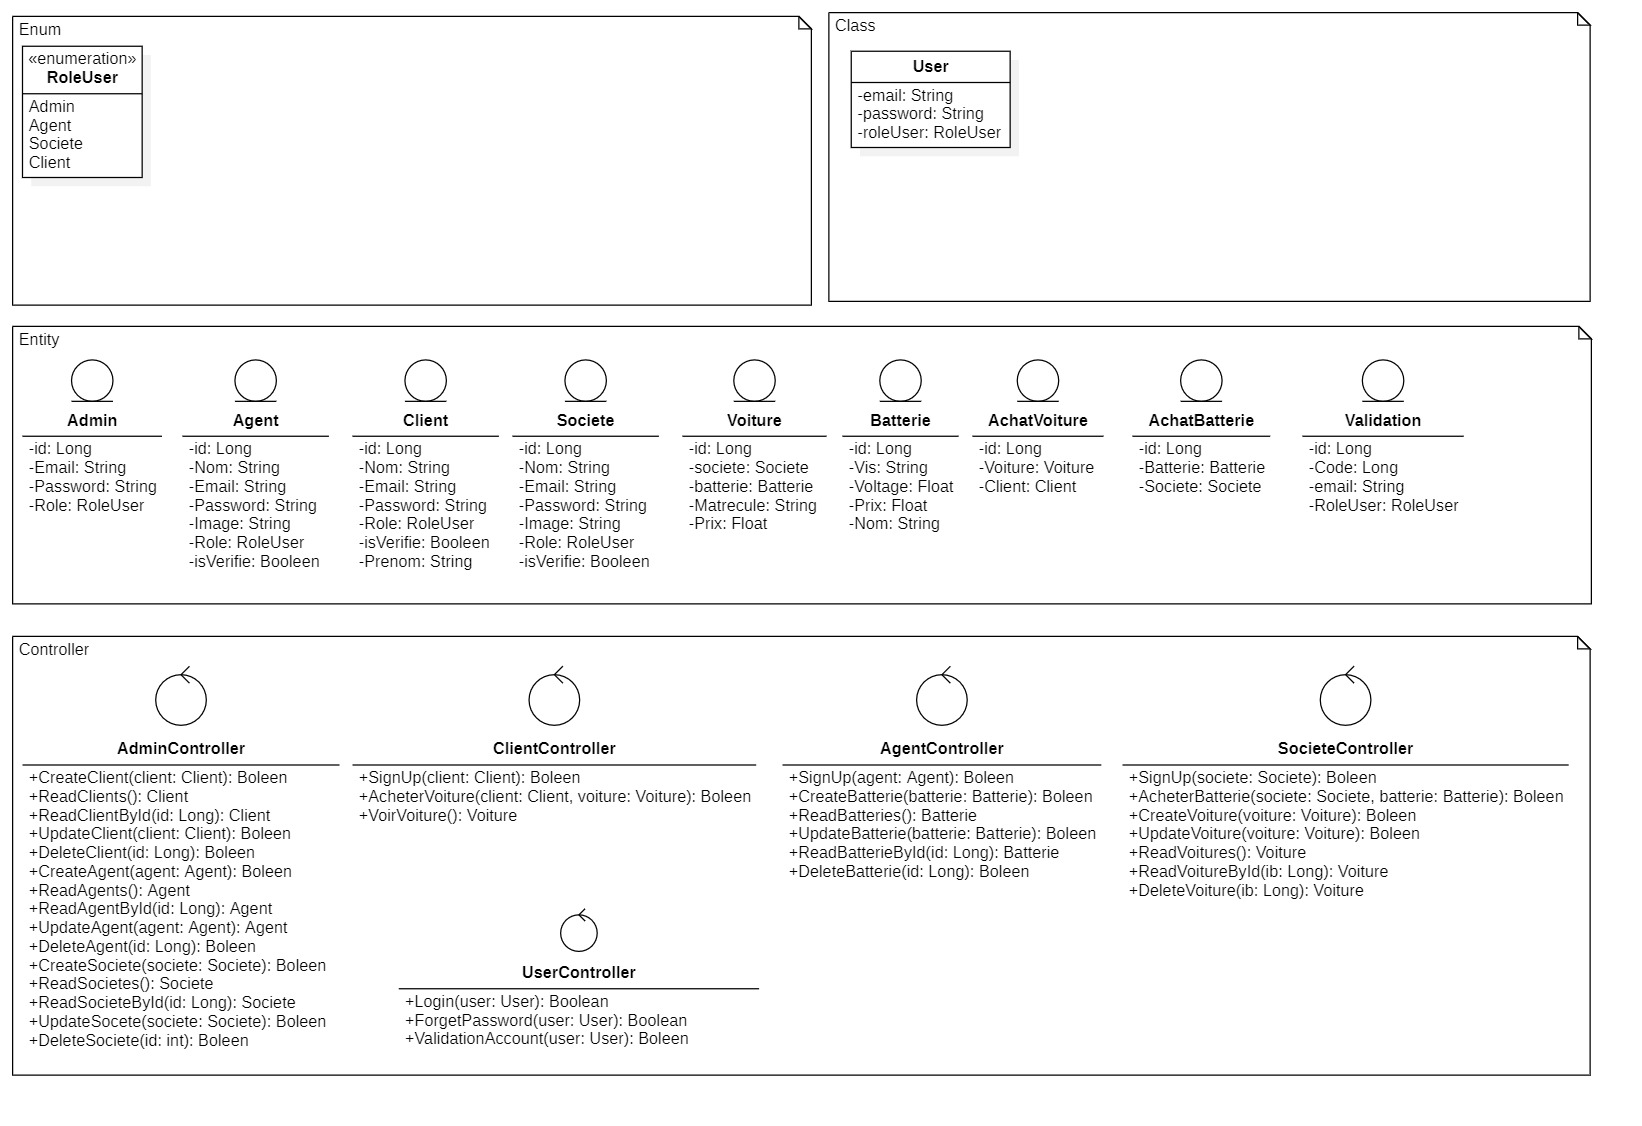 Enum
«enumeration»
RoleUser
Admin
Agent
Societe
Client
Class
User
-email: String
-password: String
-roleUser: RoleUser
Entity
Admin
-id: Long
-Email: String
-Password: String
-Role: RoleUser
Agent
-id: Long
-Nom: String
-Email: String
-Password: String
-Image: String
-Role: RoleUser
-isVerifie: Booleen
Client
-id: Long
-Nom: String
-Email: String
-Password: String
-Role: RoleUser
-isVerifie: Booleen
-Prenom: String
Societe
-id: Long
-Nom: String
-Email: String
-Password: String
-Image: String
-Role: RoleUser
-isVerifie: Booleen
Voiture
-id: Long
-societe: Societe
-batterie: Batterie
-Matrecule: String
-Prix: Float
Batterie
-id: Long
-Vis: String
-Voltage: Float
-Prix: Float
-Nom: String
AchatVoiture
-id: Long
-Voiture: Voiture
-Client: Client
AchatBatterie
-id: Long
-Batterie: Batterie
-Societe: Societe
Validation
-id: Long
-Code: Long
-email: String
-RoleUser: RoleUser
Controller
AdminController
+CreateClient(client: Client): Boleen
+ReadClients(): Client
+ReadClientById(id: Long): Client
+UpdateClient(client: Client): Boleen
+DeleteClient(id: Long): Boleen
+CreateAgent(agent: Agent): Boleen
+ReadAgents(): Agent
+ReadAgentById(id: Long): Agent
+UpdateAgent(agent: Agent): Agent
+DeleteAgent(id: Long): Boleen
+CreateSociete(societe: Societe): Boleen
+ReadSocietes(): Societe
+ReadSocieteById(id: Long): Societe
+UpdateSocete(societe: Societe): Boleen
+DeleteSociete(id: int): Boleen
ClientController
+SignUp(client: Client): Boleen
+AcheterVoiture(client: Client, voiture: Voiture): Boleen
+VoirVoiture(): Voiture
UserController
+Login(user: User): Boolean
+ForgetPassword(user: User): Boolean
+ValidationAccount(user: User): Boleen
AgentController
+SignUp(agent: Agent): Boleen
+CreateBatterie(batterie: Batterie): Boleen
+ReadBatteries(): Batterie
+UpdateBatterie(batterie: Batterie): Boleen
+ReadBatterieById(id: Long): Batterie
+DeleteBatterie(id: Long): Boleen
SocieteController
+SignUp(societe: Societe): Boleen
+AcheterBatterie(societe: Societe, batterie: Batterie): Boleen
+CreateVoiture(voiture: Voiture): Boleen
+UpdateVoiture(voiture: Voiture): Boleen
+ReadVoitures(): Voiture
+ReadVoitureById(ib: Long): Voiture
+DeleteVoiture(ib: Long): Voiture